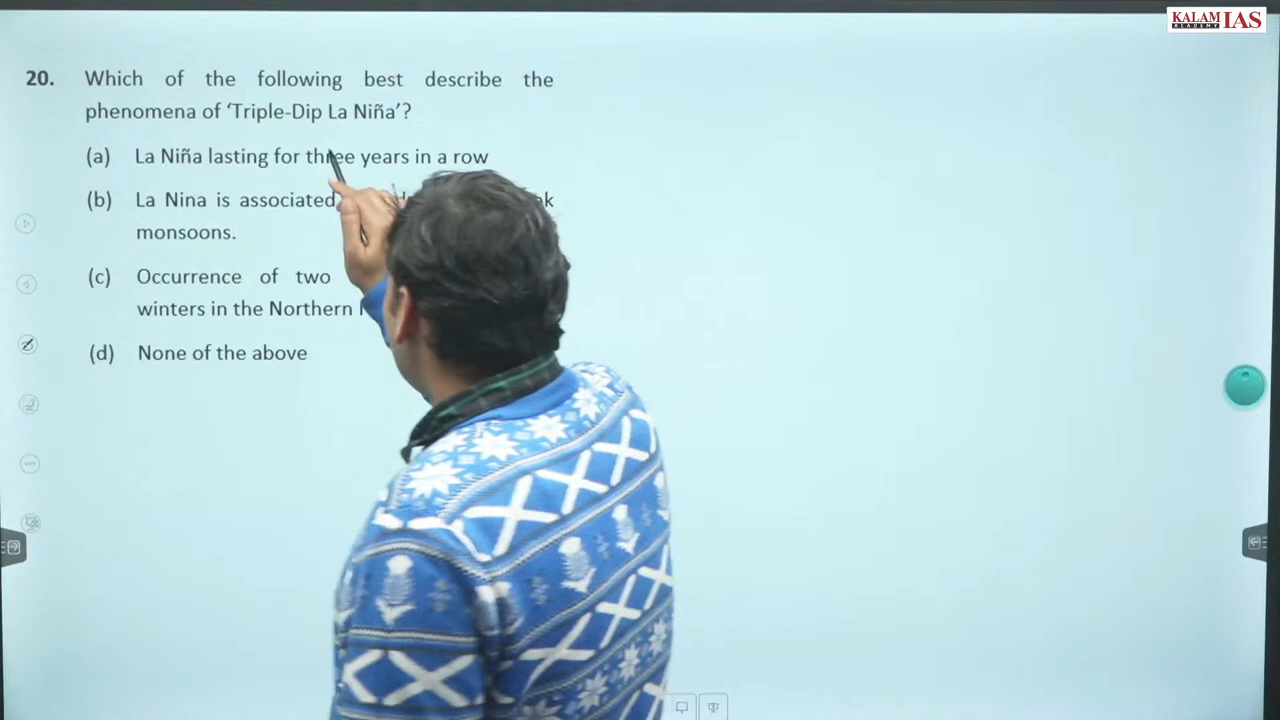 KALAM IAS
ACADEMY
20. Which of the following best describe the
phenomena of ‘Triple-Dip La Niña’?
(a) La Niña lasting for three years in a row
(b) La Nina is associated
monsoons.
(c) Occurrence of two
winters in the Northern
(d) None of the above